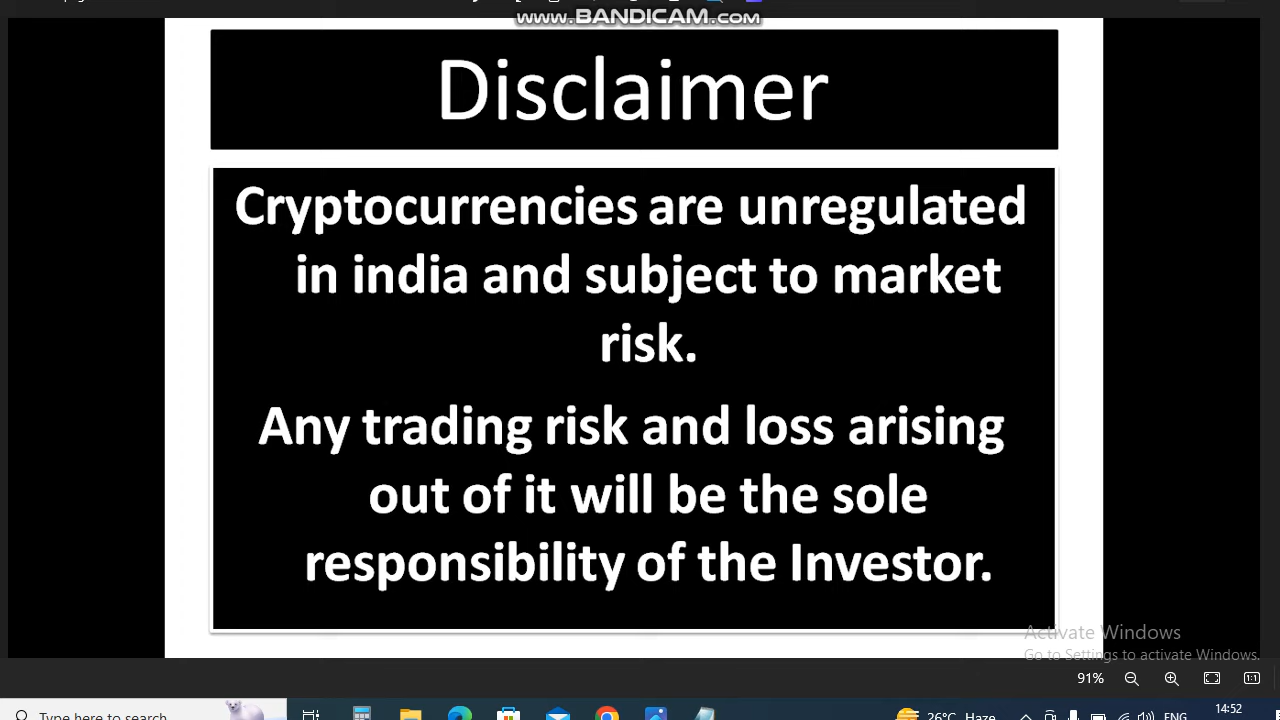 www.BANDICAM.com
Disclaimer
Cryptocurrencies are unregulated
in india and subject to market
risk.
Any trading risk and loss arising
out of it will be the sole
responsibility of the Investor.
Activate Windows
Go to Settings to activate Windows.
91%
1:1
14:52
Type here to search
26°C Haze
ENG